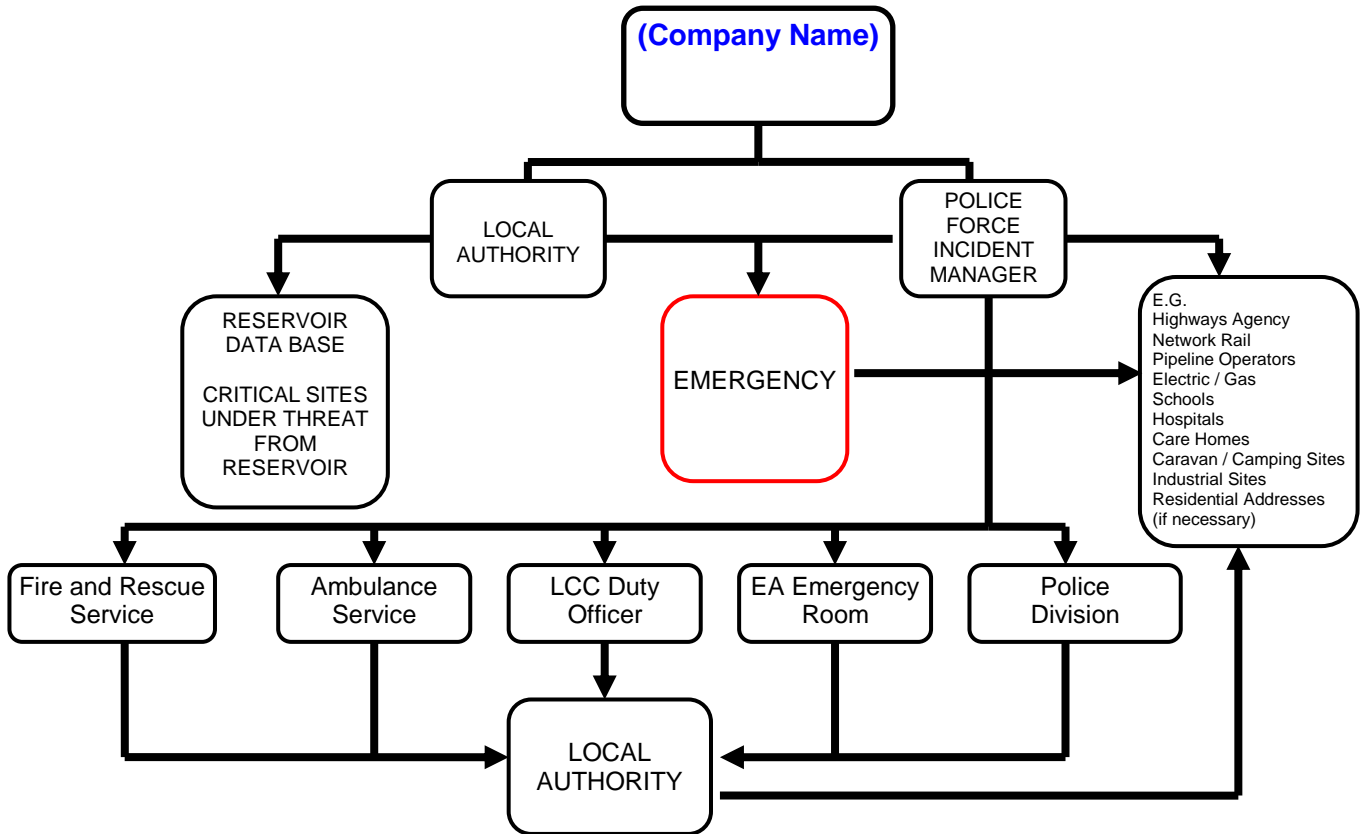 (Company Name)
LOCAL
AUTHORITY
POLICE
FORCE
INCIDENT
MANAGER
RESERVOIR
DATA BASE
CRITICAL SITES
UNDER THREAT
FROM
RESERVOIR
EMERGENCY
E.G.
Highways Agency
Network Rail
Pipeline Operators
Electric / Gas
Schools
Hospitals
Care Homes
Caravan / Camping Sites
Industrial Sites
Residential Addresses
(if necessary)
Fire and Rescue
Service
Ambulance
Service
LCC Duty
Officer
EA Emergency
Room
Police
Division
LOCAL
AUTHORITY